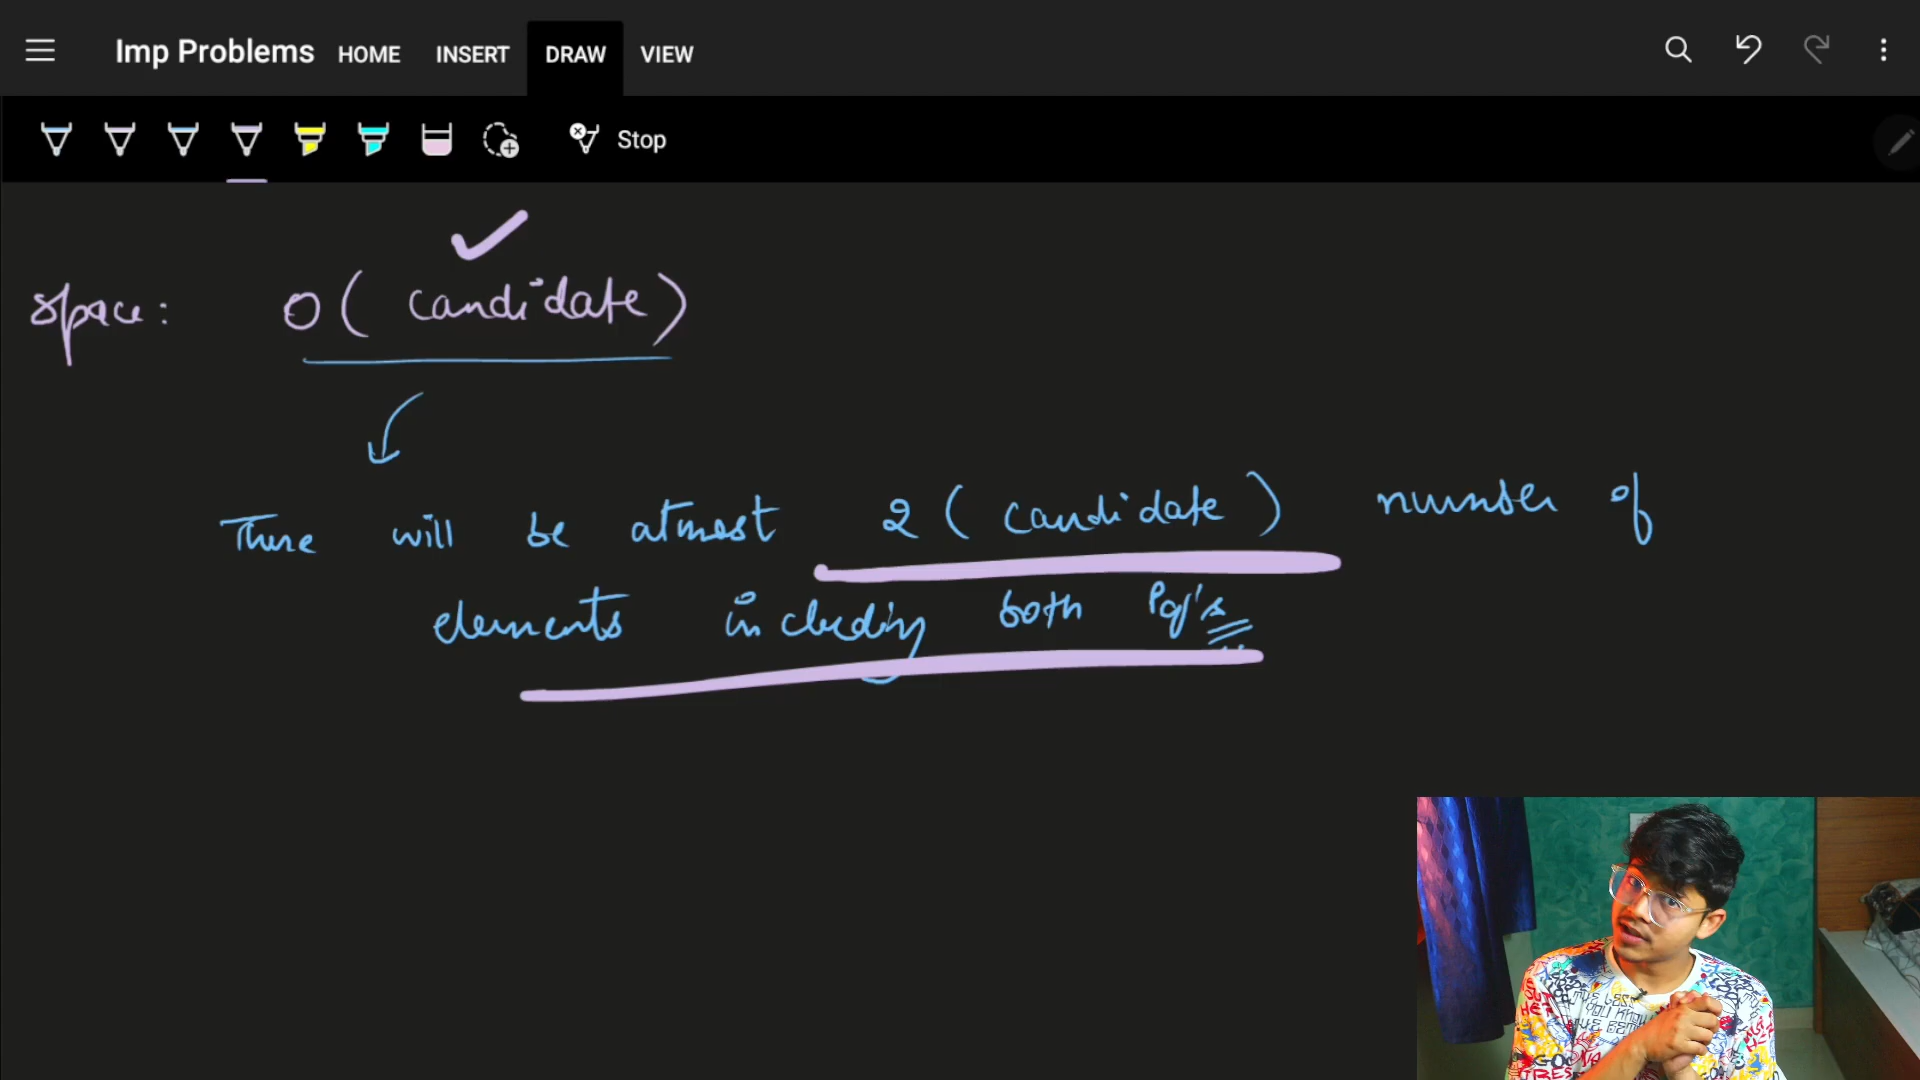 Imp Problems HOME INSERT DRAW VIEW
Stop
space: O( candidate)
There will be atmost 2 ( candidate ) number of
elements including both Pq's